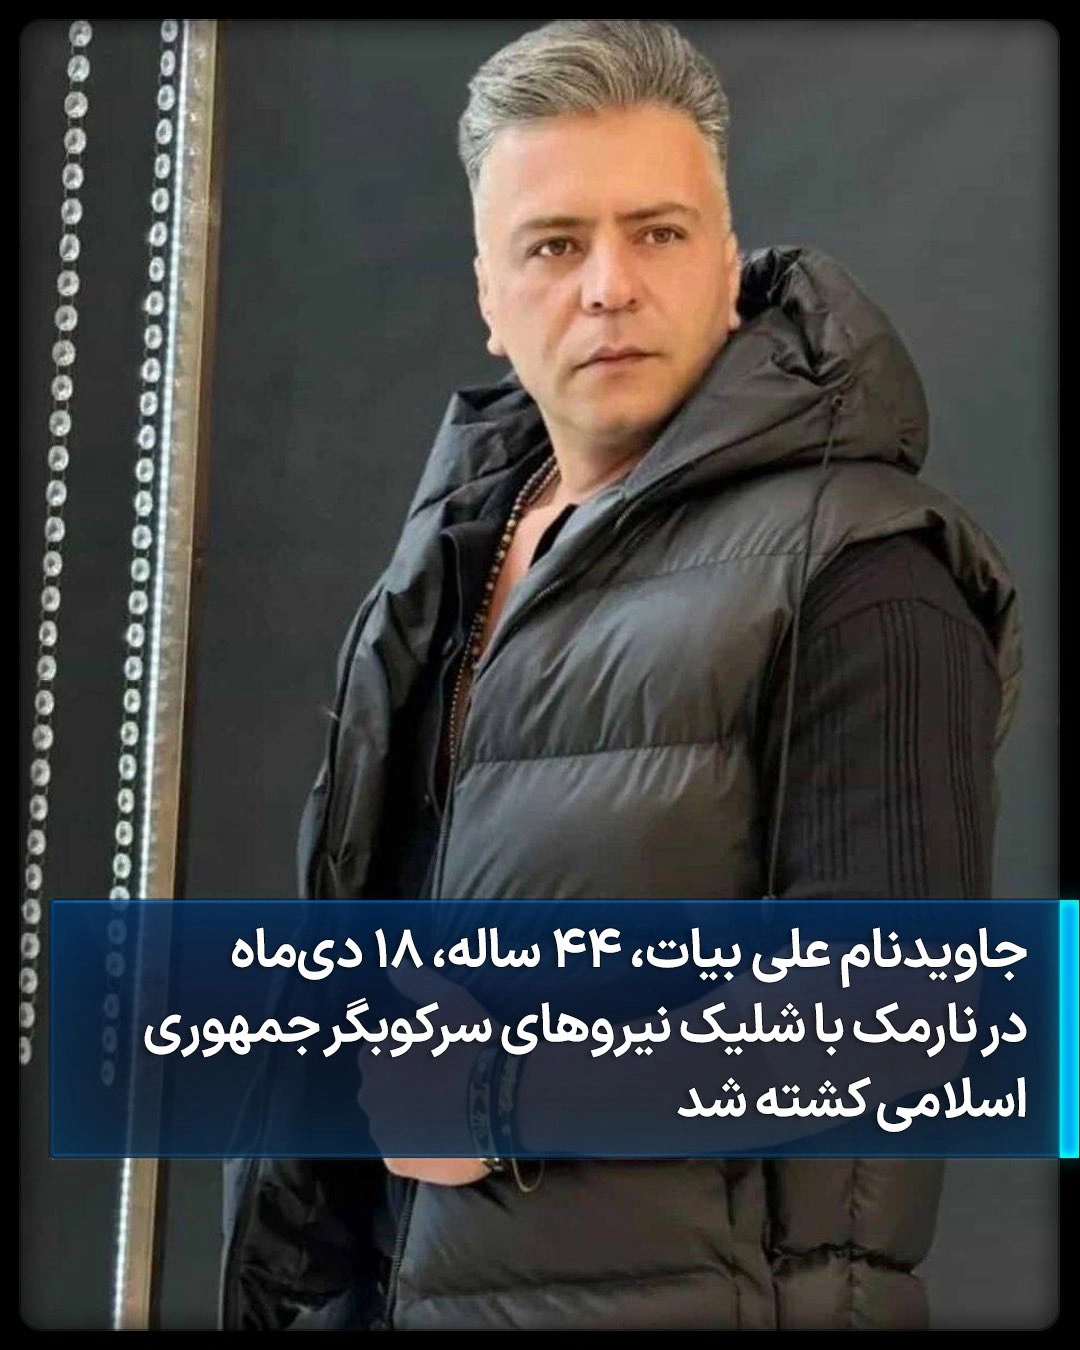 جاویدنام علی بیات، ۴۴ ساله، ۱۸ دی‌ماه
در نارمک با شلیک نیروهای سرکوبگر جمهوری
اسلامی کشته شد